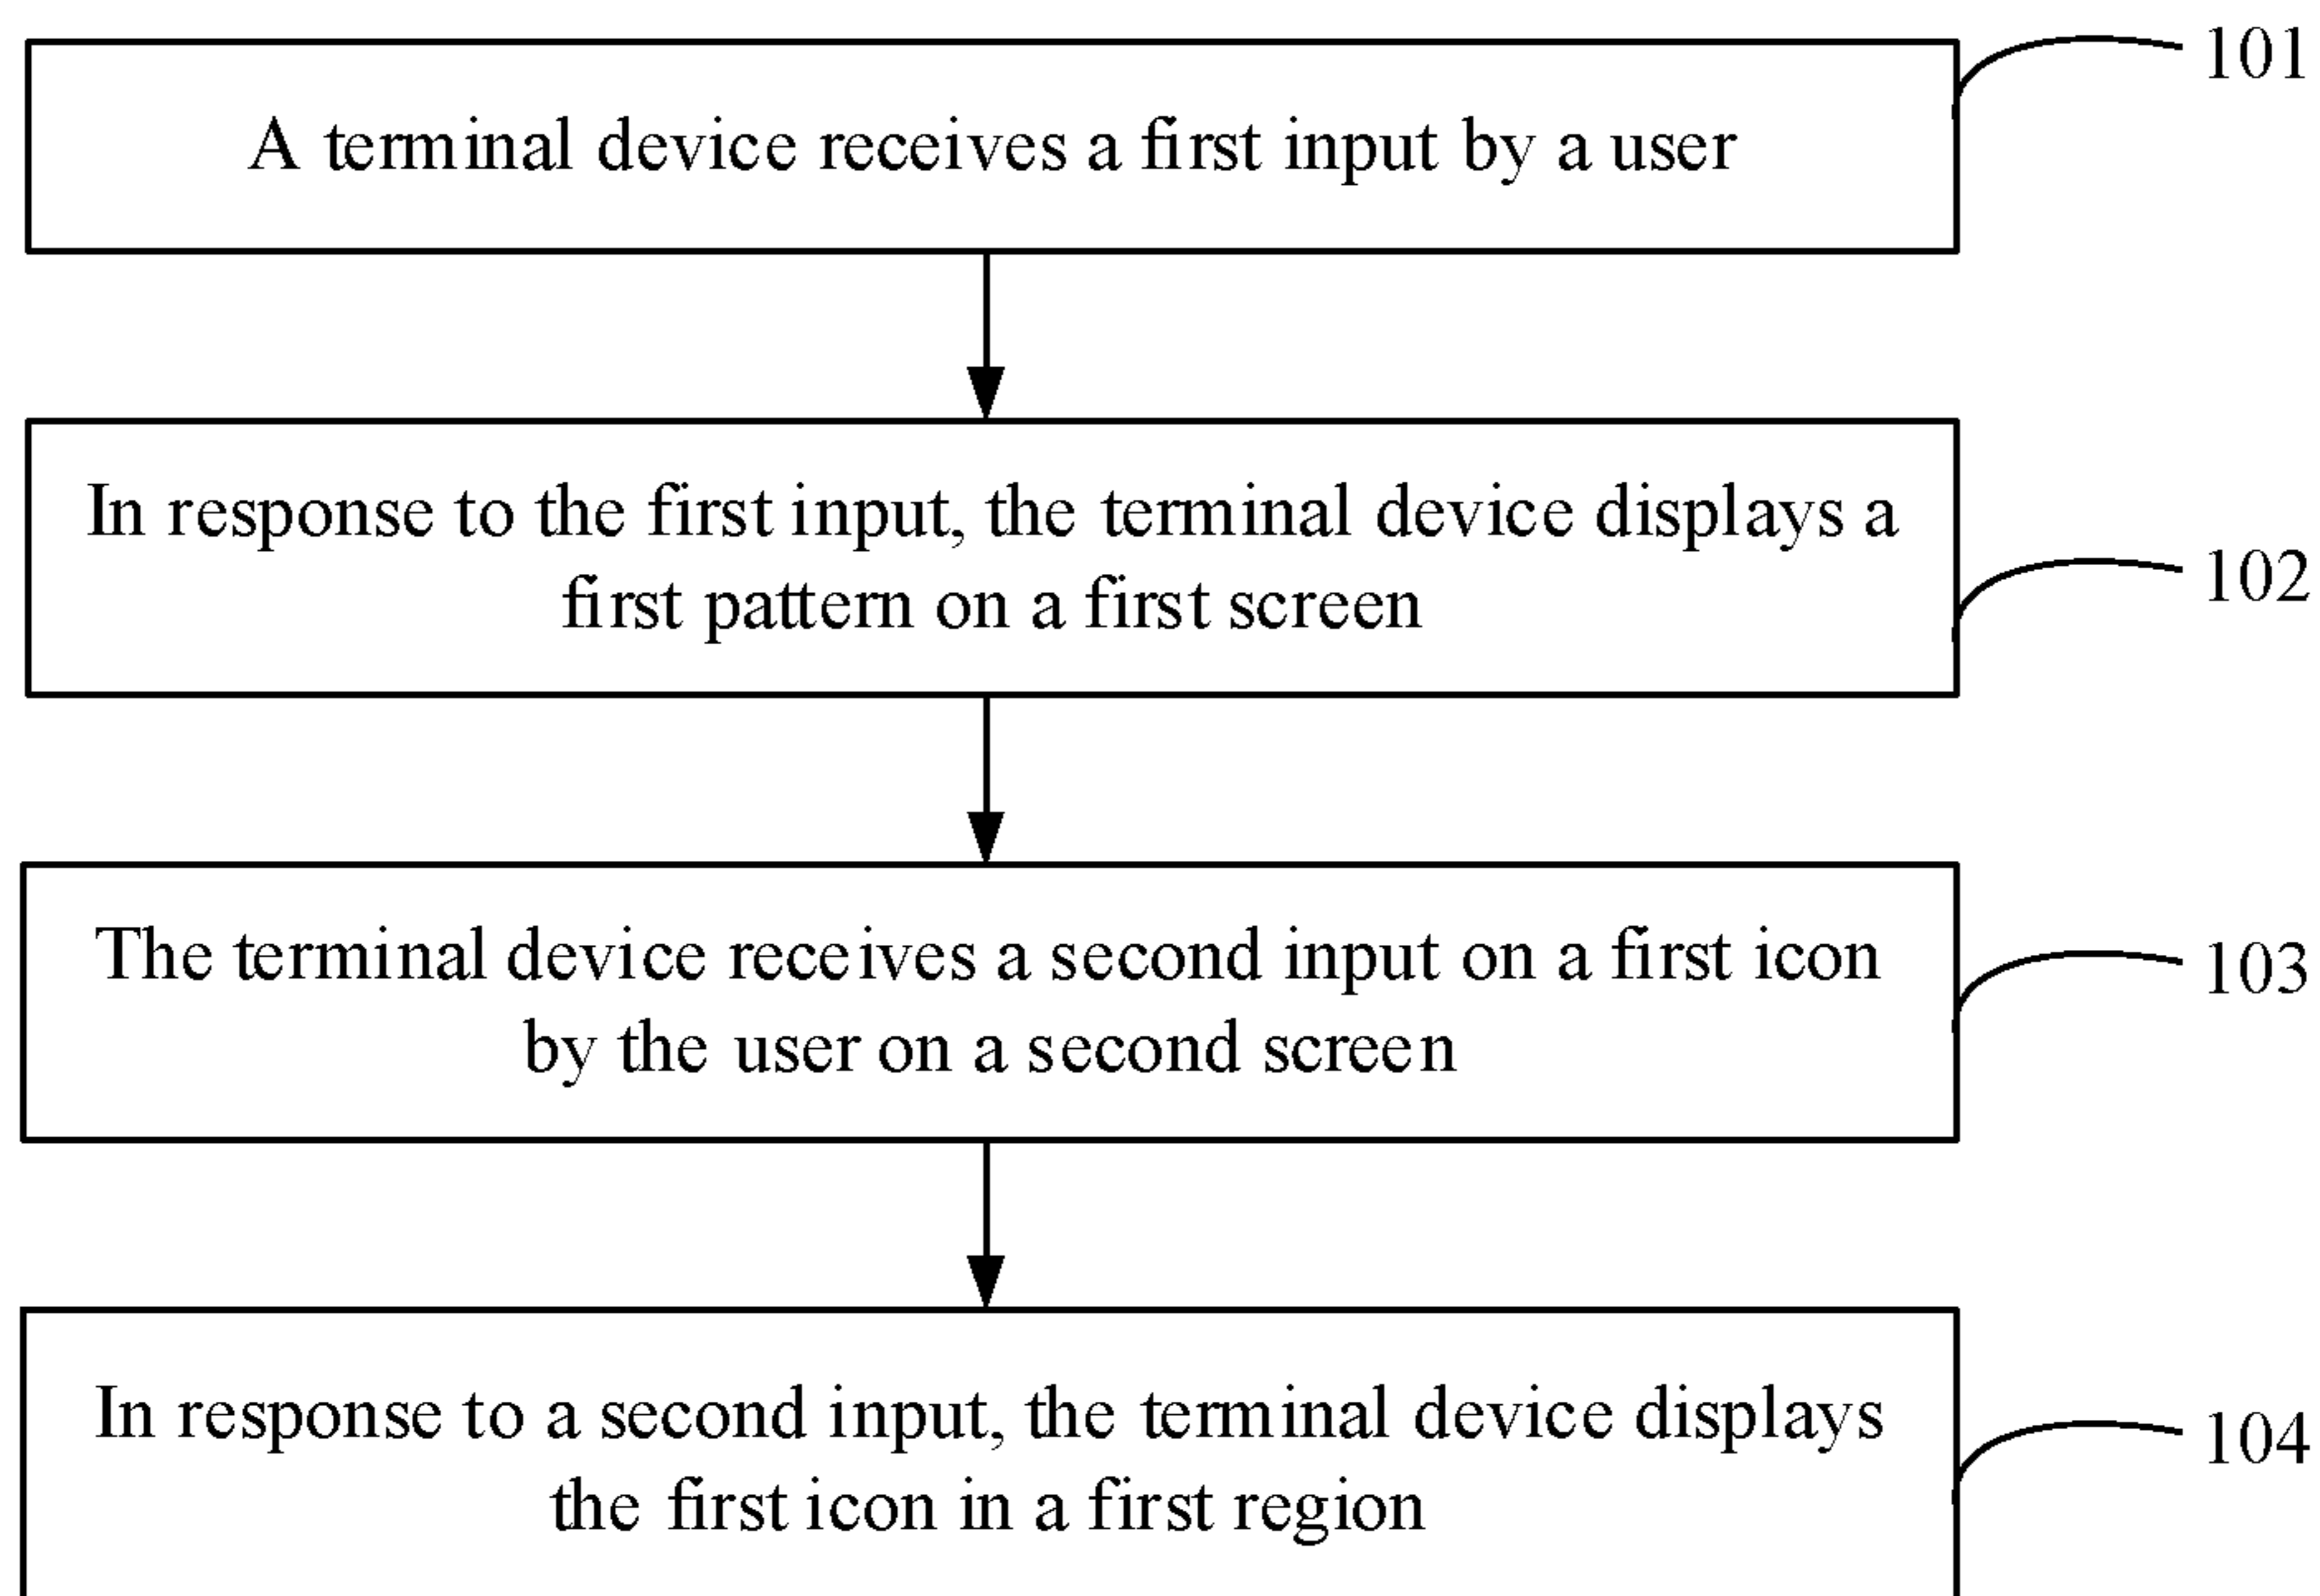 101
A terminal device receives a first input by a user
In response to the first input, the terminal device displays a
first pattern on a first screen
102
The terminal device receives a second input on a first icon
by the user on a second screen
103
In response to a second input, the terminal device displays
the first icon in a first region
104